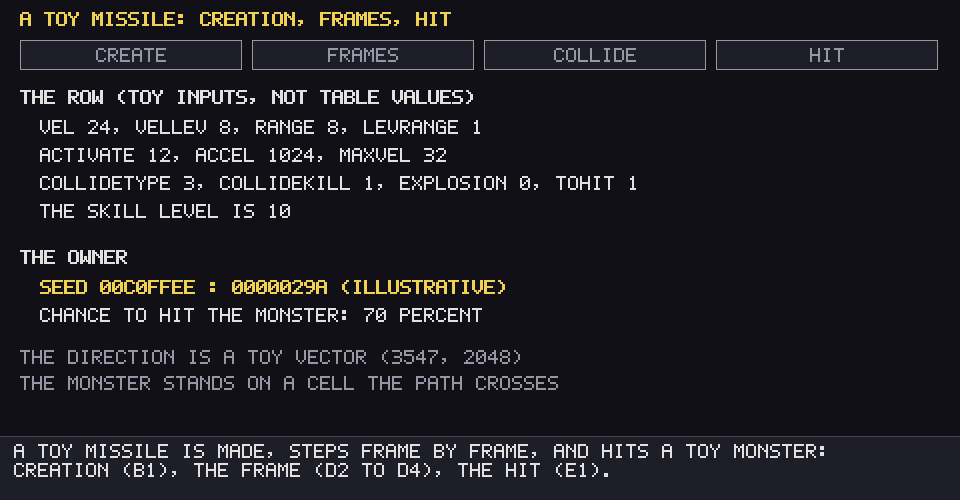 A TOY MISSILE: CREATION, FRAMES, HIT
CREATE FRAMES COLLIDE HIT
THE ROW (TOY INPUTS, NOT TABLE VALUES)
VEL 24, VELLEV 8, RANGE 8, LEVRANGE 1
ACTIVATE 12, ACCEL 1024, MAXVEL 32
COLLIDETYPE 3, COLLIDEKILL 1, EXPLOSION 0, TOHIT 1
THE SKILL LEVEL IS 10
THE OWNER
SEED 00C0FFEE : 0000029A (ILLUSTRATIVE)
CHANCE TO HIT THE MONSTER: 70 PERCENT
THE DIRECTION IS A TOY VECTOR (3547, 2048)
THE MONSTER STANDS ON A CELL THE PATH CROSSES
A TOY MISSILE IS MADE, STEPS FRAME BY FRAME, AND HITS A TOY MONSTER:
CREATION (B1), THE FRAME (D2 TO D4), THE HIT (E1).